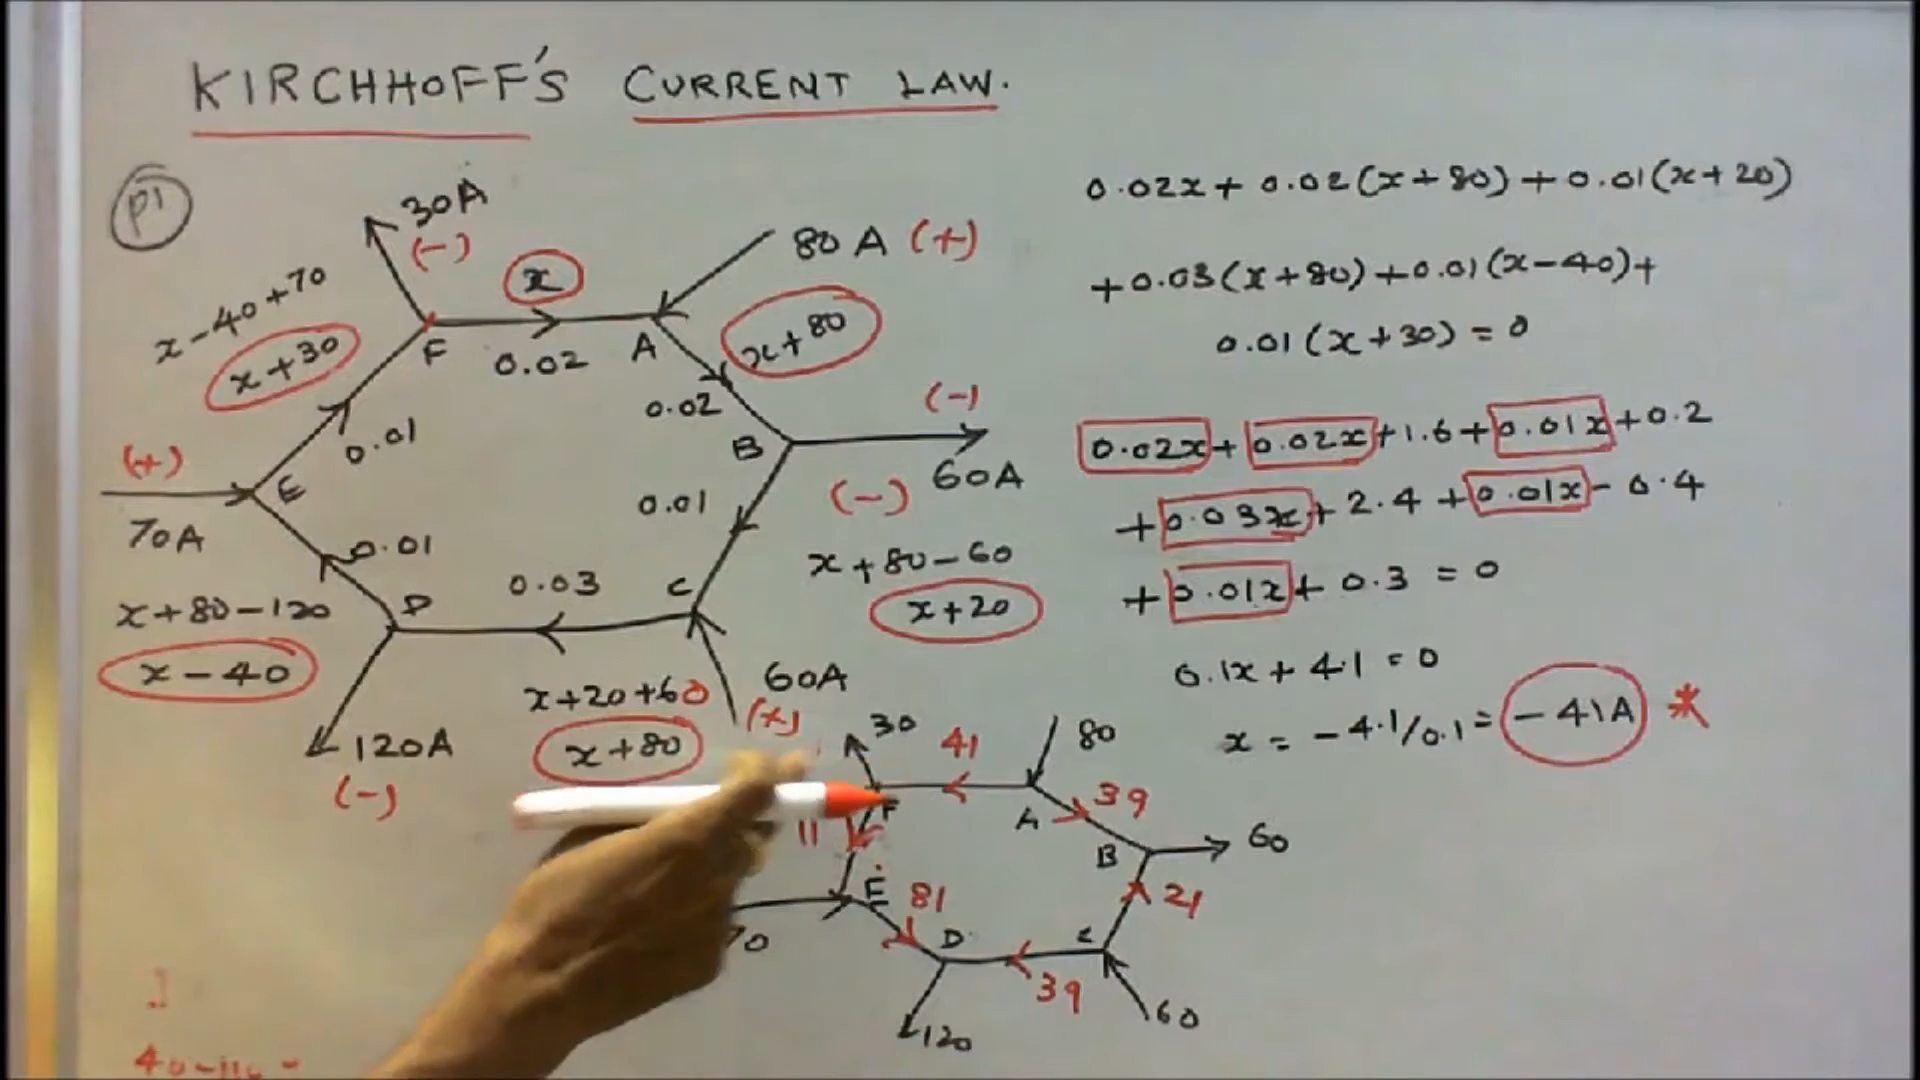 KIRCHHOFF'S CURRENT LAW.
P1
30A
(-)
80A (+)
x
x-40+70
x+30
x+80
F
0.02
A
0.02
0.01
(+)
70A
E
B
(-)
60A
0.01
(-)
x+80-60
x+20
0.01
D
0.03
C
x+80-120
x-40
120A
(-)
x+20+60
x+80
60A
(+)
0.02x+0.02(x+80)+0.01(x+20)
+0.03(x+80)+0.01(x-40)+
0.01(x+30)=0
0.02x+0.02x+1.6+0.01x+0.2
+0.03x+2.4+0.01x-0.4
+0.01x+0.3=0
0.1x+4.1=0
x=-4.1/0.1=-41A *
30
41
80
F
A
39
11
B
60
E
81
21
70
D
C
39
120
60